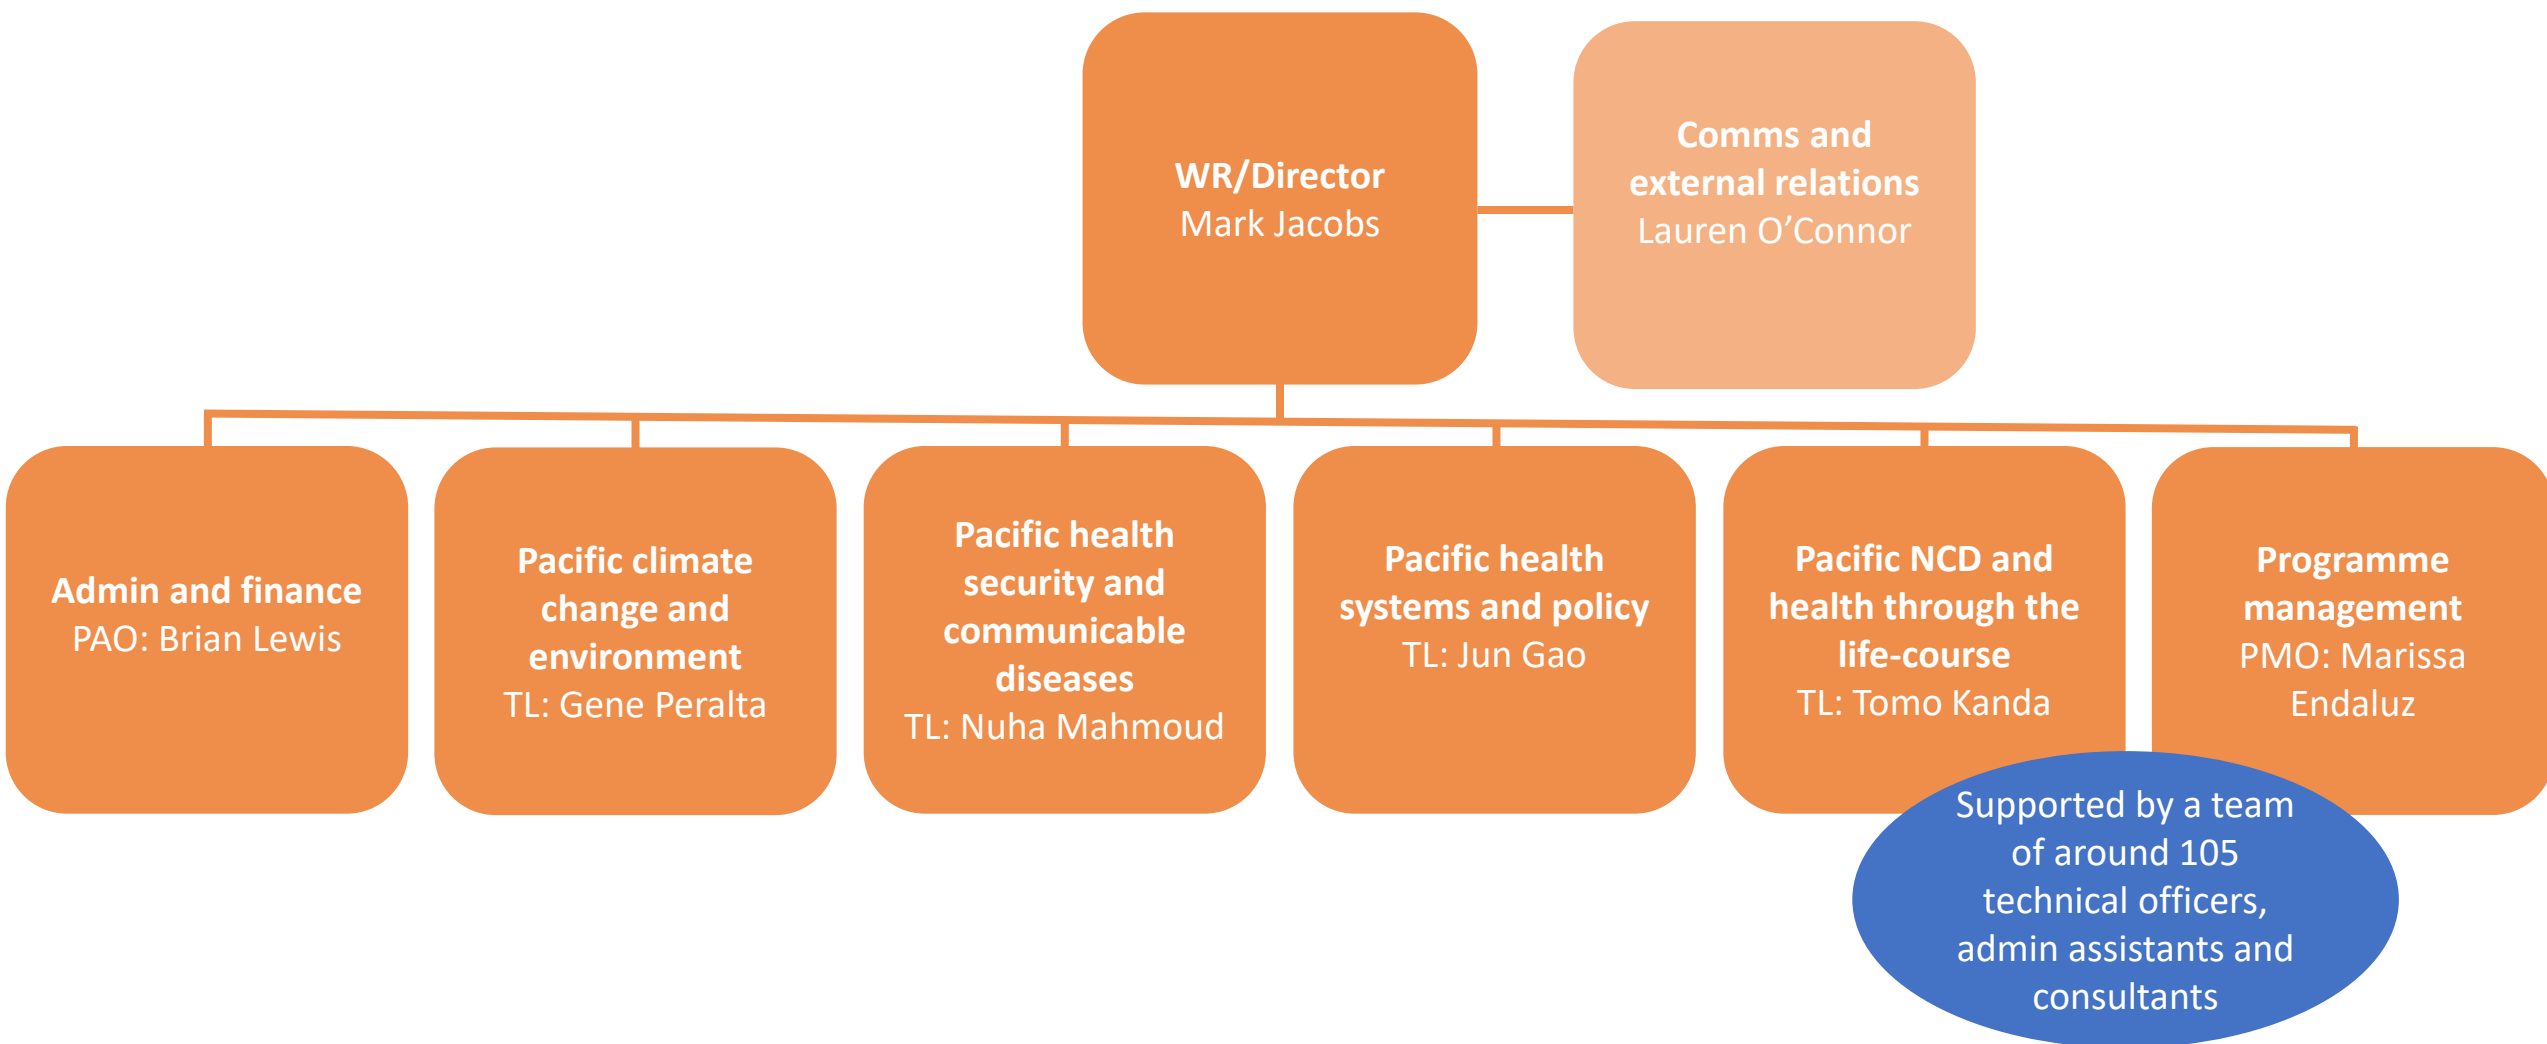 WR/Director
Mark Jacobs
Comms and
external relations
Lauren O’Connor
Admin and finance
PAO: Brian Lewis
Pacific climate
change and
environment
TL: Gene Peralta
Pacific health
security and
communicable
diseases
TL: Nuha Mahmoud
Pacific health
systems and policy
TL: Jun Gao
Pacific NCD and
health through the
life-course
TL: Tomo Kanda
Programme
management
PMO: Marissa
Endaluz
Supported by a team
of around 105
technical officers,
admin assistants and
consultants